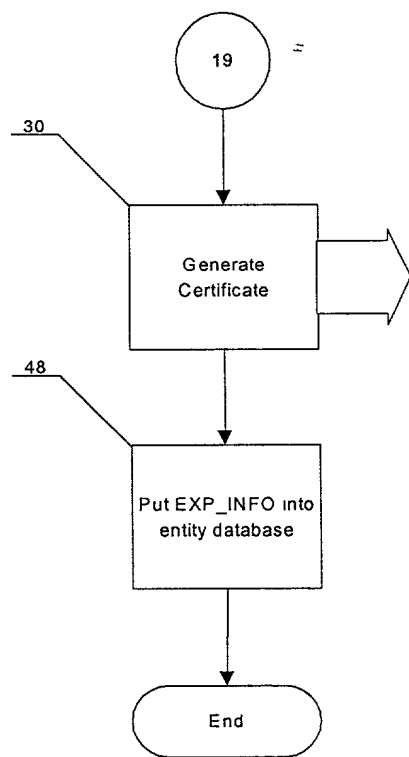 19
30
Generate
Certificate
48
Put EXP_INFO into
entity database
End